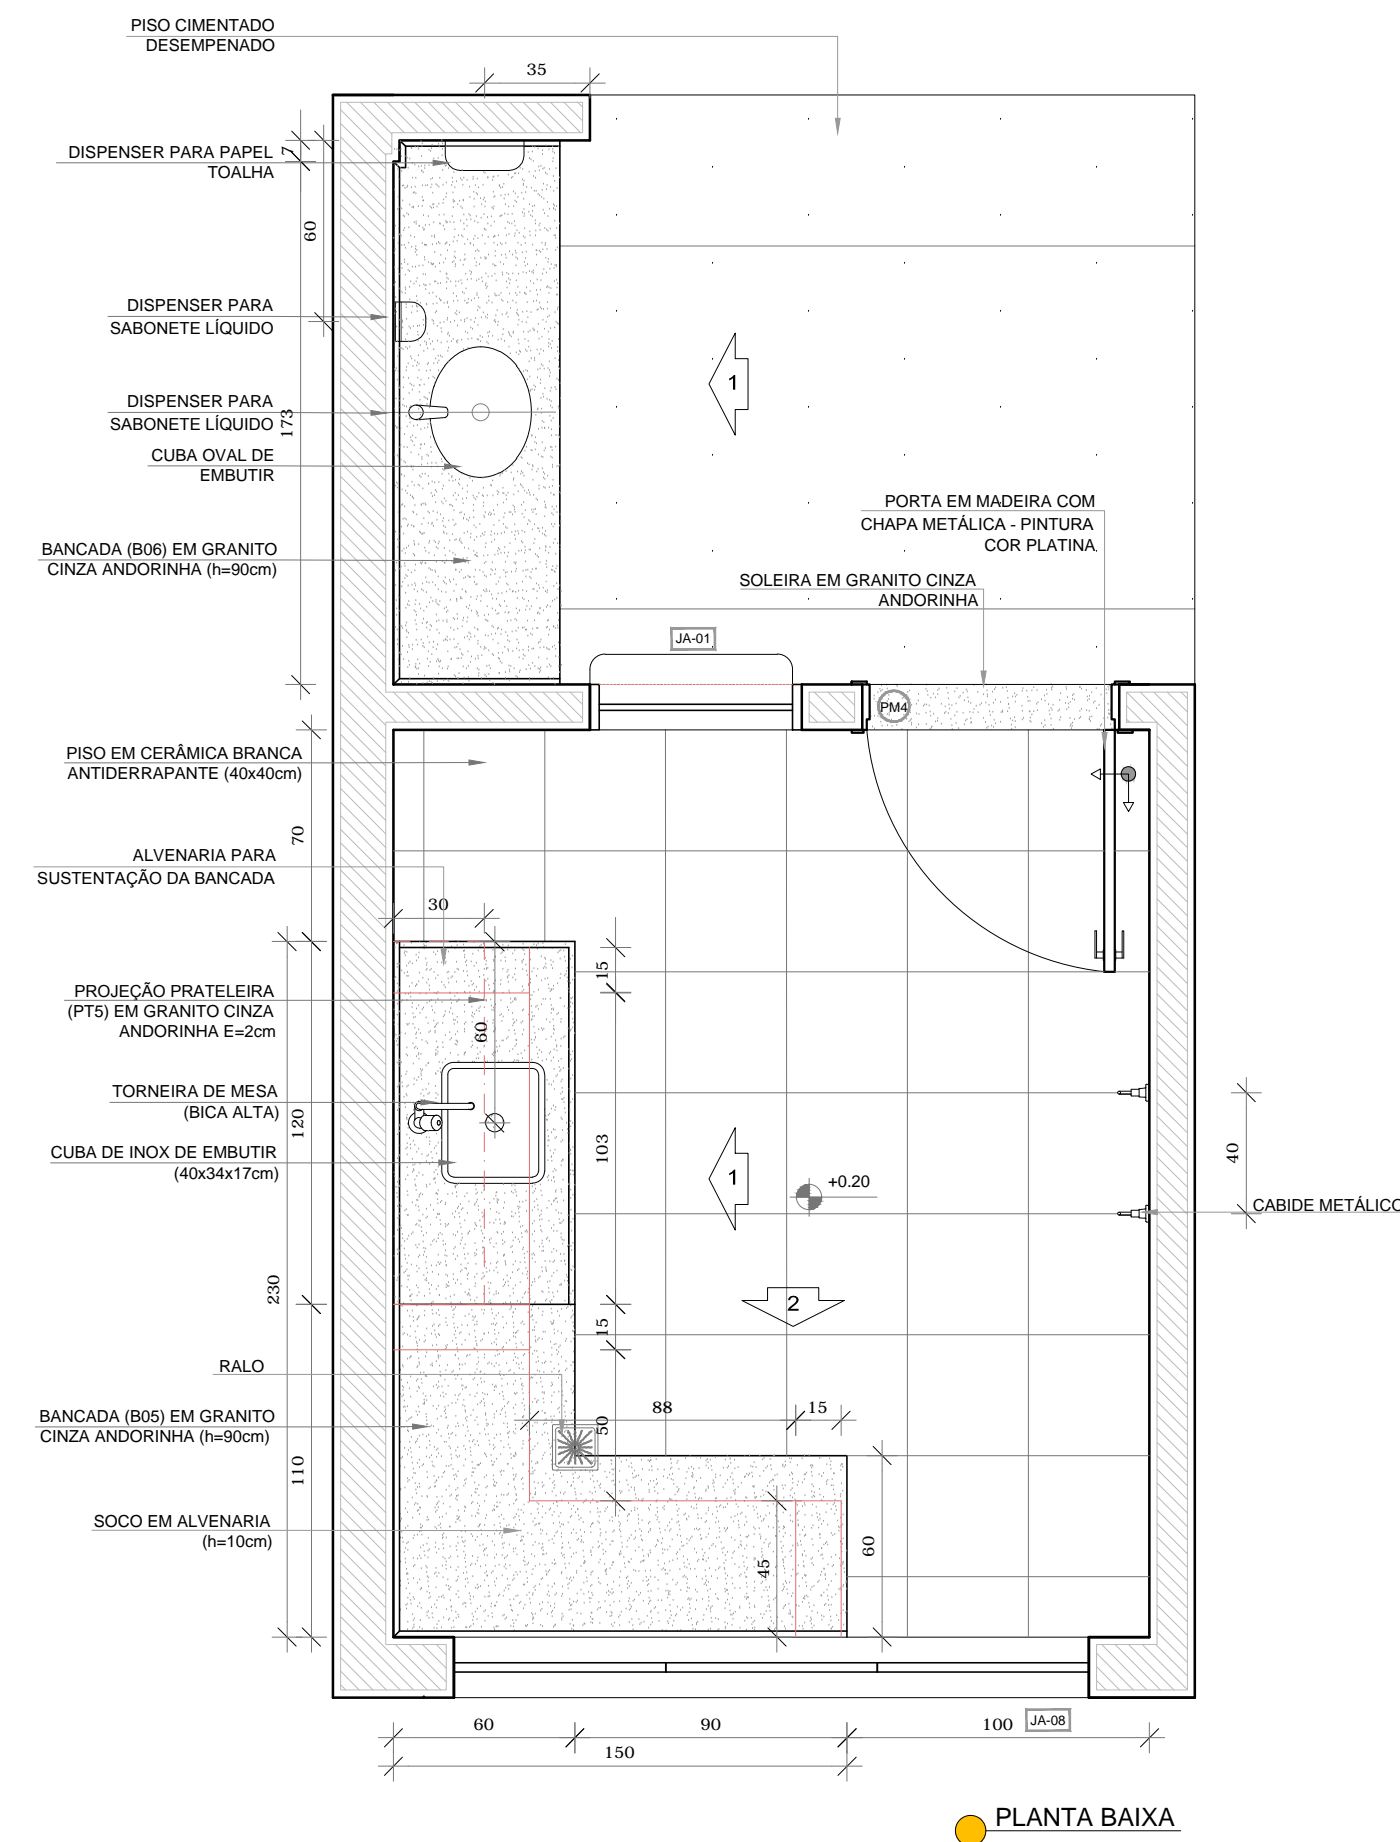 PISO CIMENTADO
DESEMPENADO
35
7
DISPENSER PARA PAPEL
TOALHA
60
DISPENSER PARA
SABONETE LÍQUIDO
1
DISPENSER PARA
SABONETE LÍQUIDO
173
CUBA OVAL DE
EMBUTIR
PORTA EM MADEIRA COM
CHAPA METÁLICA - PINTURA
COR PLATINA
BANCADA (B06) EM GRANITO
CINZA ANDORINHA (h=90cm)
SOLEIRA EM GRANITO CINZA
ANDORINHA
JA-01
PM4
PISO EM CERÂMICA BRANCA
ANTIDERRAPANTE (40x40cm)
70
ALVENARIA PARA
SUSTENTAÇÃO DA BANCADA
30
15
PROJEÇÃO PRATELEIRA
(PT5) EM GRANITO CINZA
ANDORINHA E=2cm
60
TORNEIRA DE MESA
(BICA ALTA)
120
CUBA DE INOX DE EMBUTIR
(40x34x17cm)
103
40
1
+0.20
CABIDE METÁLICO
230
2
15
RALO
88
15
50
BANCADA (B05) EM GRANITO
CINZA ANDORINHA (h=90cm)
110
SOCO EM ALVENARIA
(h=10cm)
45
60
60
90
100
JA-08
150
PLANTA BAIXA